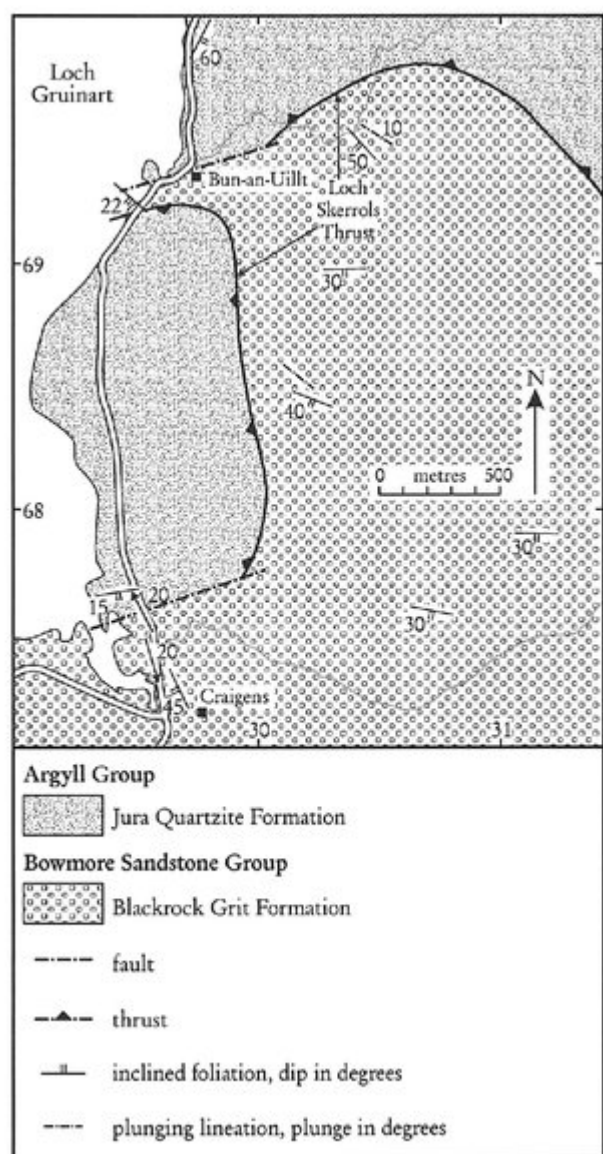 60
Loch
Gruinart
10
50
Bun-an-Uillt
Loch
Skerrols
Thrust
22
69
30
N
40
0 metres 500
68
30
20
15
30
20
Craigens
45
30
31
Argyll Group
Jura Quartzite Formation
Bowmore Sandstone Group
Blackrock Grit Formation
fault
thrust
inclined foliation, dip in degrees
plunging lineation, plunge in degrees